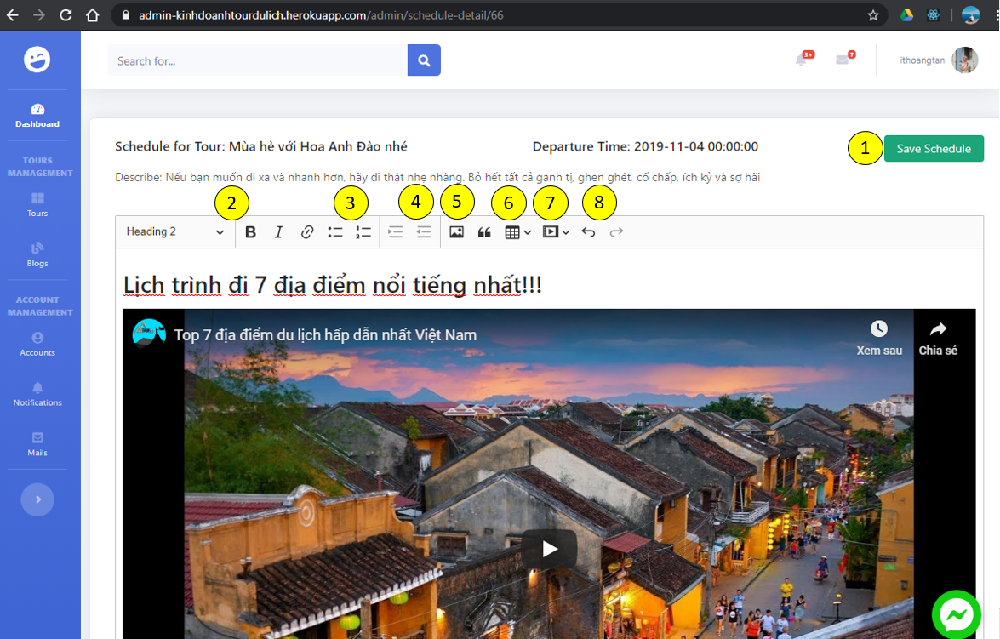 admin-kinhdoanhtourdulich.herokuapp.com/admin/schedule-detail/66
Search for...
3+
7
ithoangtan
Dashboard
TOURS
MANAGEMENT
Tours
Blogs
ACCOUNT
MANAGEMENT
Accounts
Notifications
Mails
Schedule for Tour: Mùa hè với Hoa Anh Đào nhé
Departure Time: 2019-11-04 00:00:00
1
Save Schedule
Describe: Nếu bạn muốn đi xa và nhanh hơn, hãy đi thật nhẹ nhàng. Bỏ hết tất cả ganh tị, ghen ghét, cố chấp, ích kỷ và sợ hãi
2
3
4
5
6
7
8
Heading 2
B
I
Lịch trình đi 7 địa điểm nổi tiếng nhất!!!
Top 7 địa điểm du lịch hấp dẫn nhất Việt Nam
Xem sau
Chia sẻ